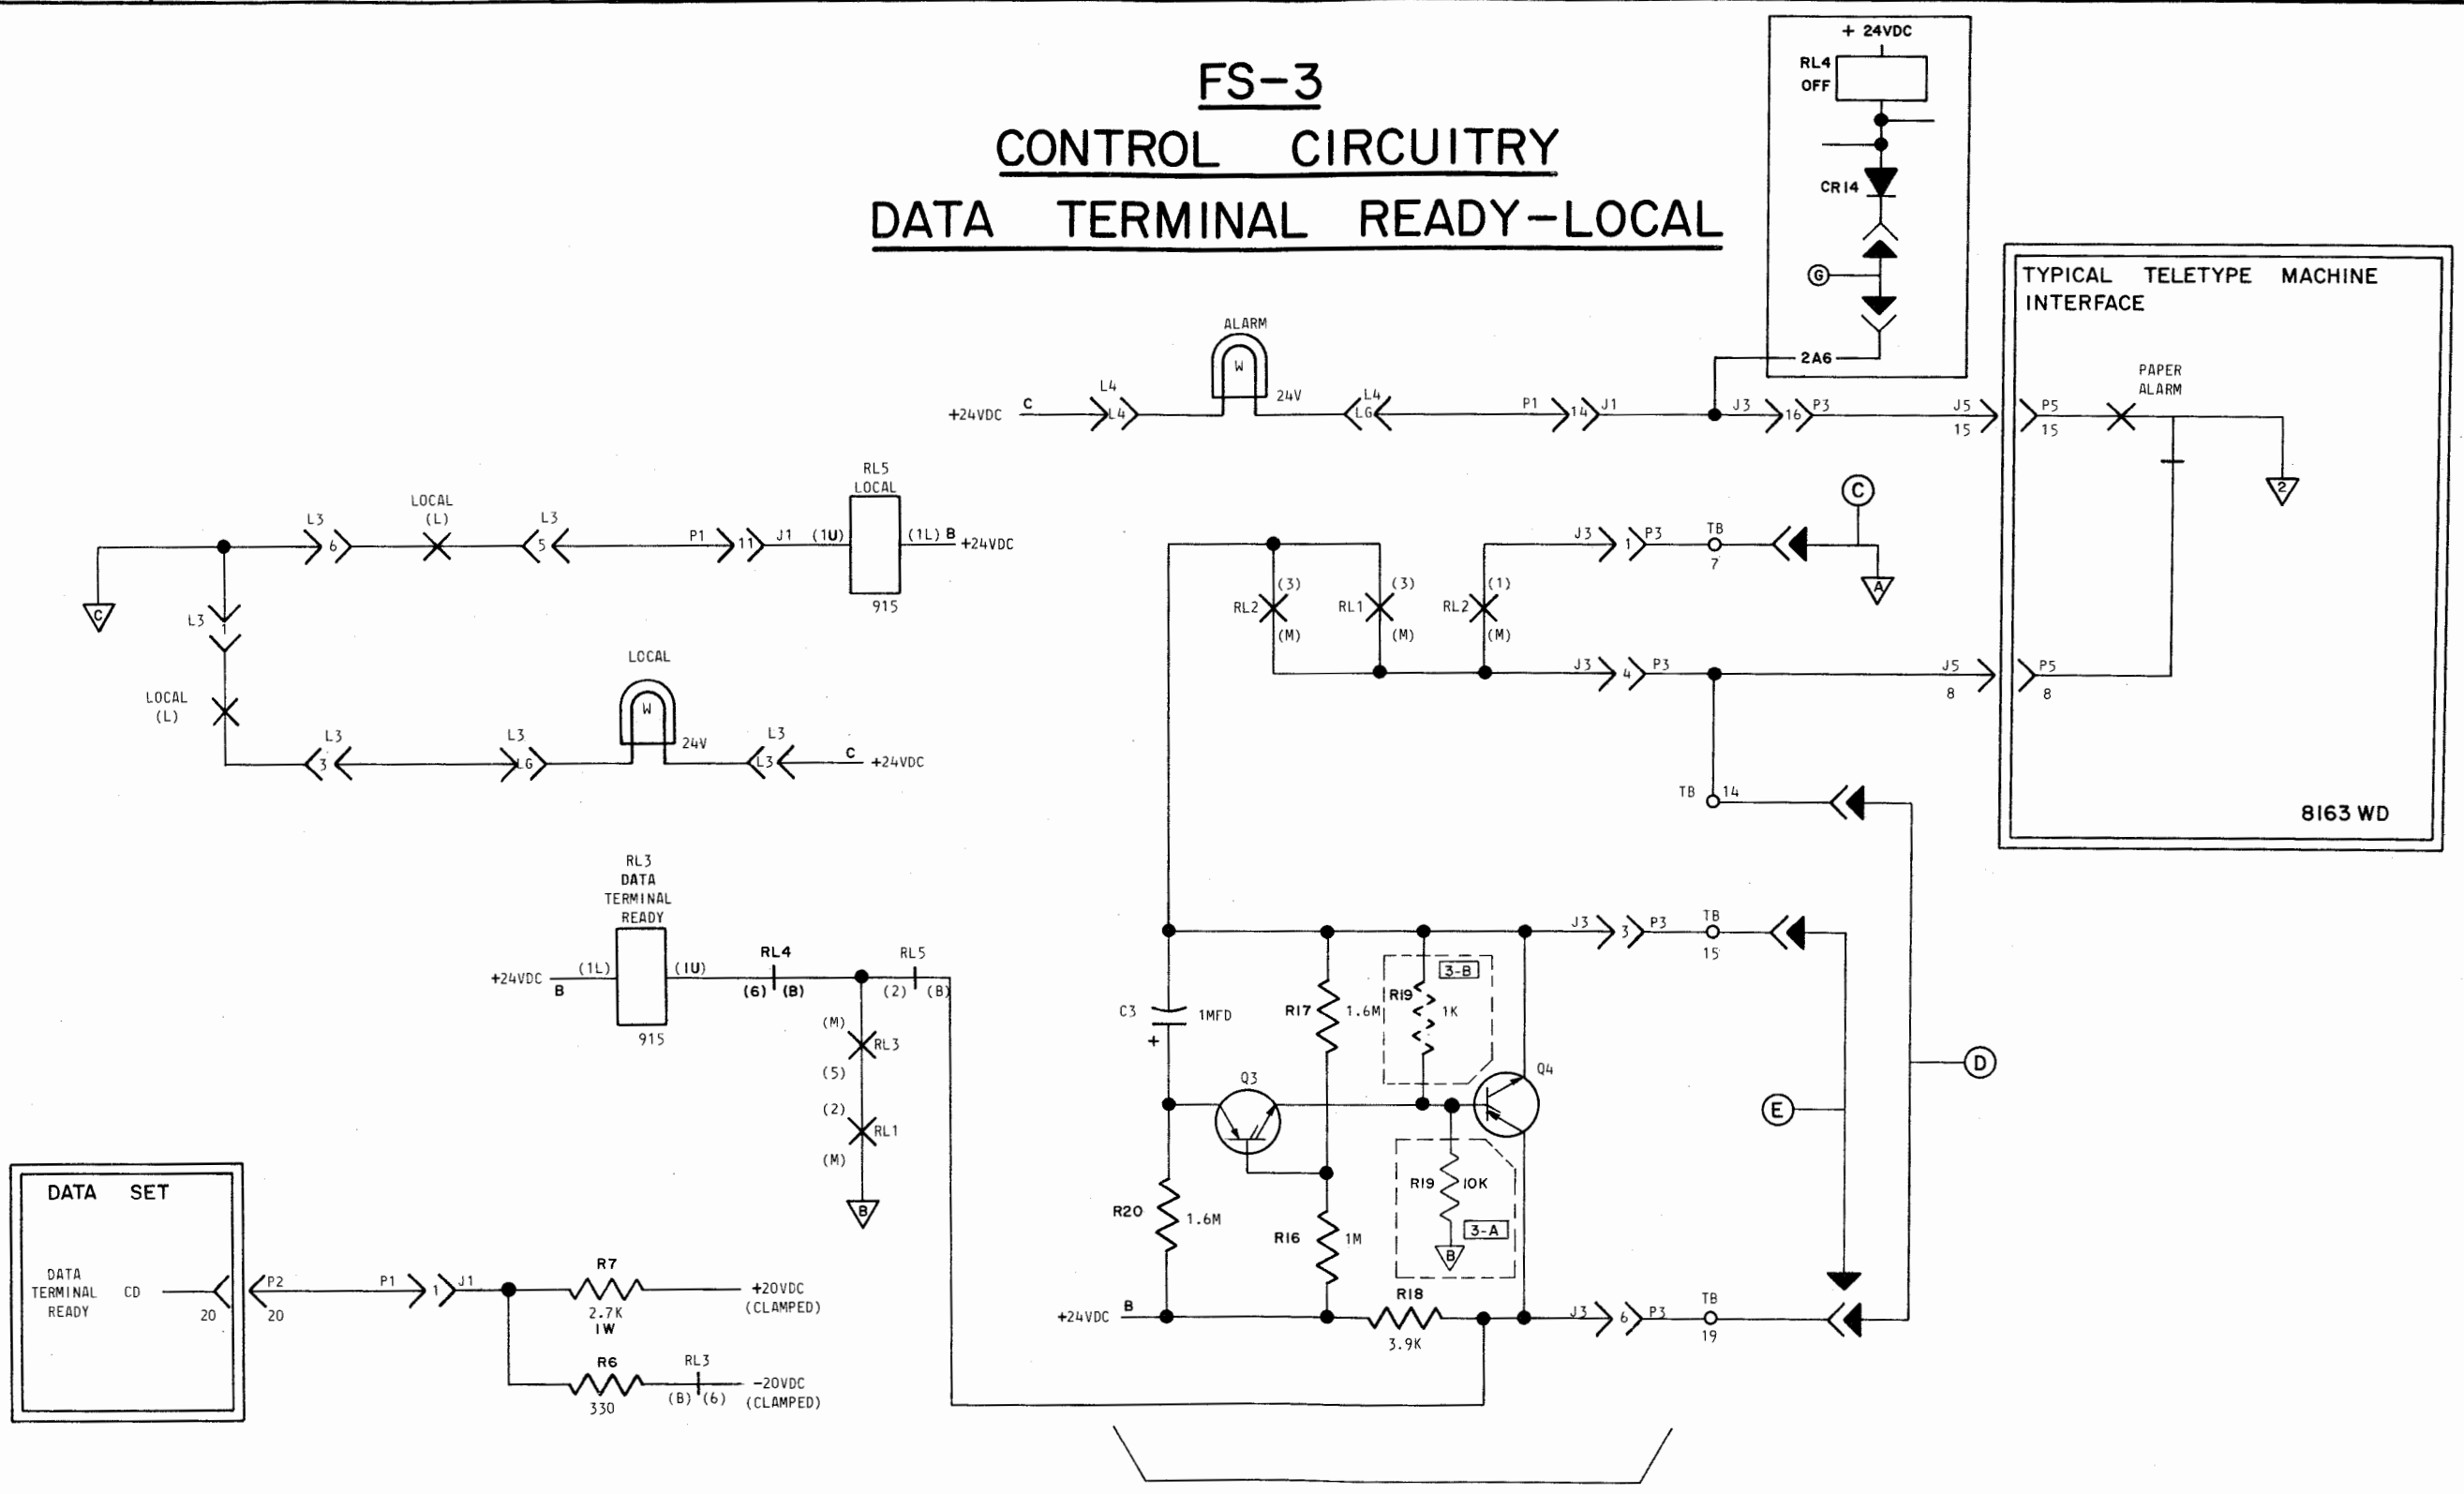 FS-3
CONTROL CIRCUITRY
DATA TERMINAL READY-LOCAL
+ 24VDC
RL4
OFF
CR14
G
2A6
TYPICAL TELETYPE MACHINE
INTERFACE
PAPER
ALARM
P5
15
2
P5
8
8163 WD
ALARM
W
24V
+24VDC
C
L4
L4
L4
LG
P1
14
J1
J3
16
P3
J5
15
RL5
LOCAL
LOCAL
(L)
L3
6
L3
5
P1
11
J1
(1U)
(1L)
B
+24VDC
915
C
L3
1
LOCAL
(L)
L3
3
L3
LG
LOCAL
W
24V
L3
L3
C
+24VDC
C
J3
1
P3
TB
7
A
RL2
(3)
(M)
RL1
(3)
(M)
RL2
(1)
(M)
J3
4
P3
J5
8
TB
14
RL3
DATA
TERMINAL
READY
+24VDC
B
(1L)
(1U)
915
RL4
(6)
(B)
RL5
(2)
(B)
(M)
RL3
(5)
(2)
RL1
(M)
B
J3
3
P3
TB
15
C3
1MFD
+
R17
1.6M
3-B
R19
1K
Q3
Q4
D
E
R20
1.6M
R16
1M
R19
10K
3-A
B
+24VDC
B
R18
3.9K
J3
6
P3
TB
19
DATA SET
DATA
TERMINAL
READY
CD
20
P2
20
P1
1
J1
R7
2.7K
1W
+20VDC
(CLAMPED)
R6
330
RL3
(B)
(6)
-20VDC
(CLAMPED)